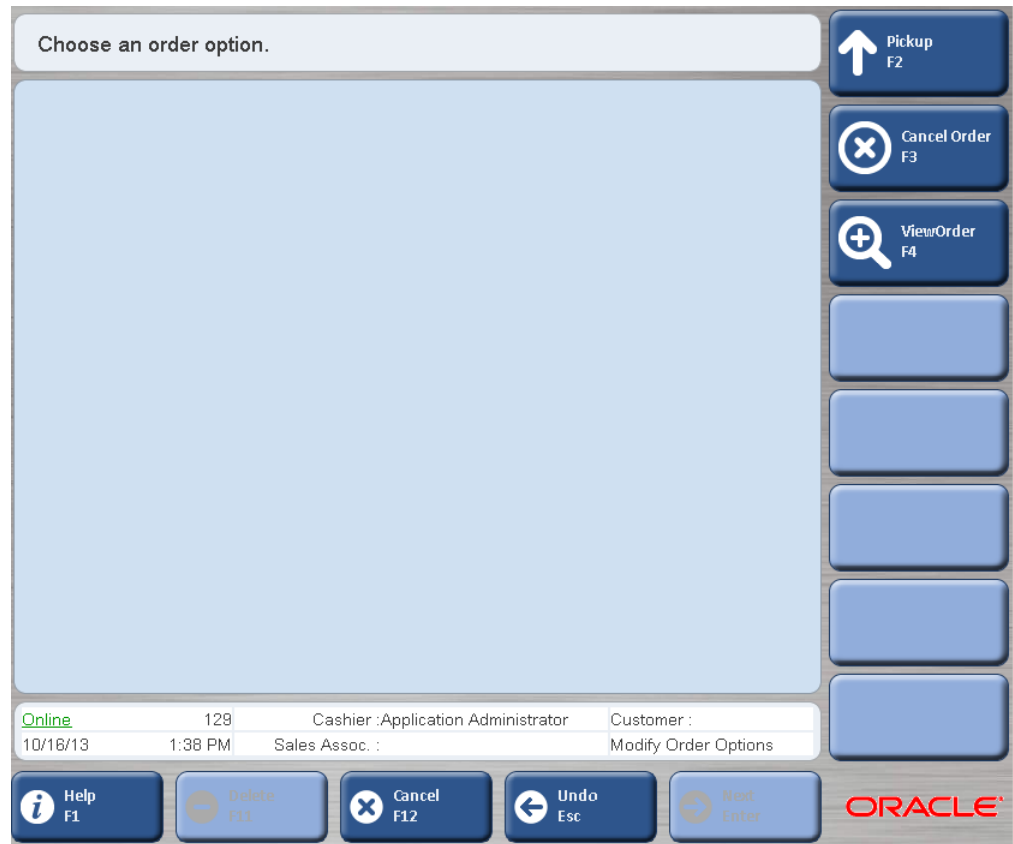 Choose an order option.
Pickup
F2
Cancel Order
F3
ViewOrder
F4
Online 129 Cashier :Application Administrator Customer :
10/16/13 1:38 PM Sales Assoc. : Modify Order Options
Help
F1
Delete
F11
Cancel
F12
Undo
Esc
Next
Enter
ORACLE